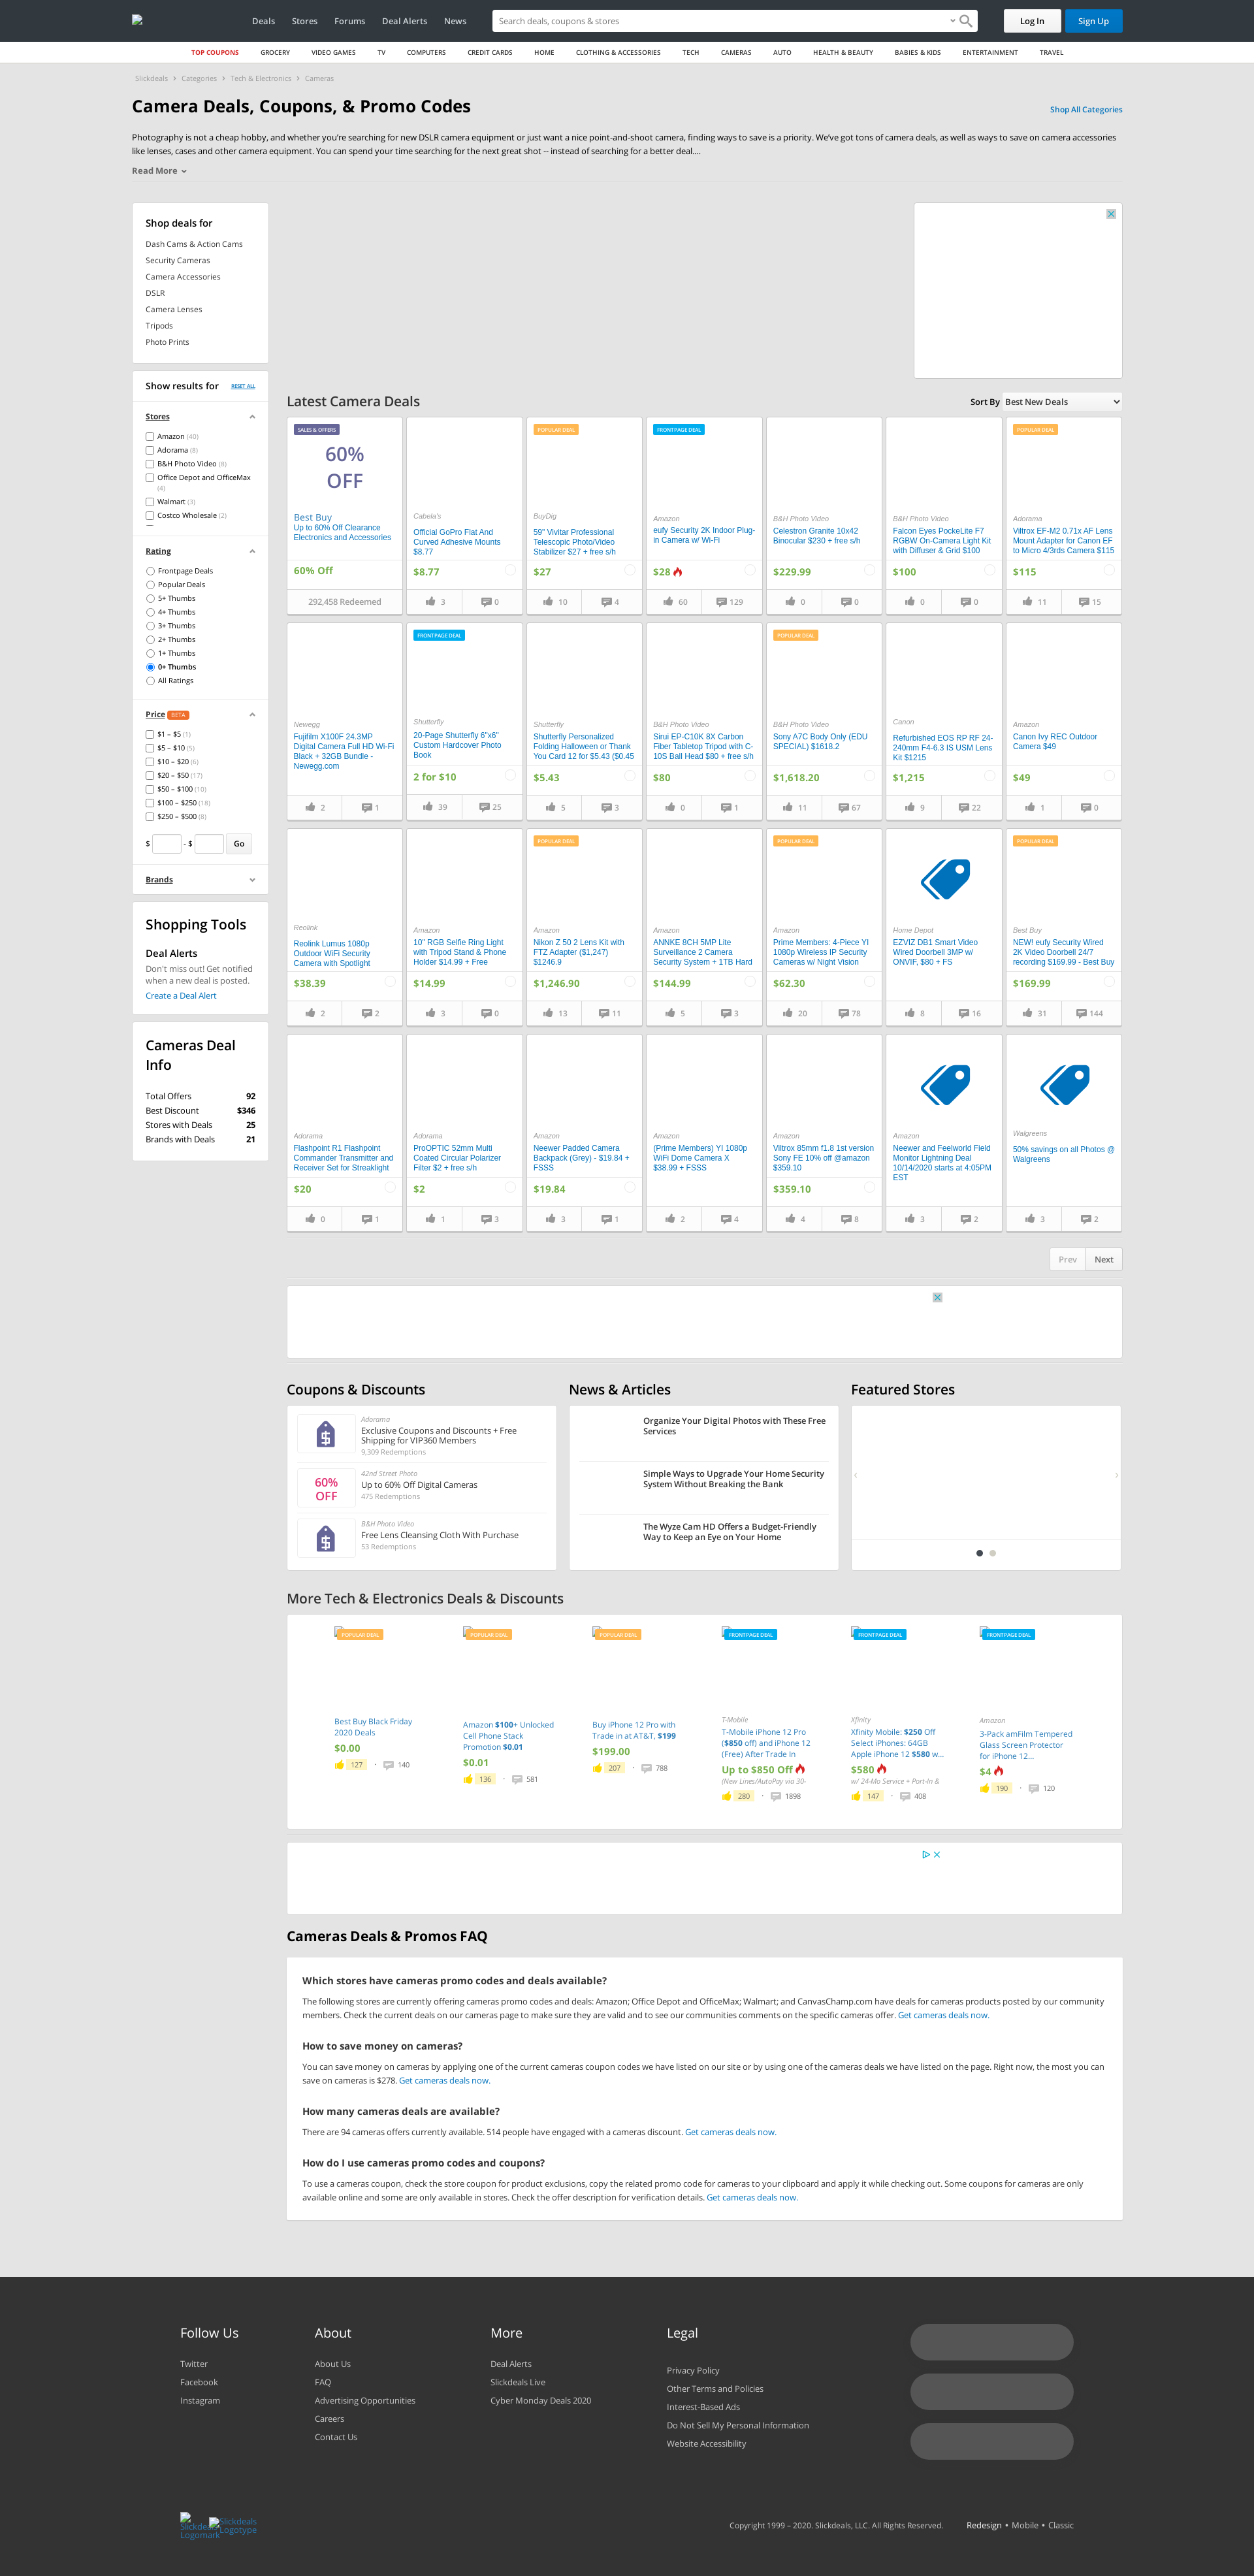 Deals
Stores
Forums
Deal Alerts
News
Search deals, coupons & stores
Log In
Sign Up
TOP COUPONS
GROCERY
VIDEO GAMES
TV
COMPUTERS
CREDIT CARDS
HOME
CLOTHING & ACCESSORIES
TECH
CAMERAS
AUTO
HEALTH & BEAUTY
BABIES & KIDS
ENTERTAINMENT
TRAVEL
Slickdeals > Categories > Tech & Electronics > Cameras
Camera Deals, Coupons, & Promo Codes
Shop All Categories
Photography is not a cheap hobby, and whether you're searching for new DSLR camera equipment or just want a nice point-and-shoot camera, finding ways to save is a priority. We've got tons of camera deals, as well as ways to save on camera accessories
like lenses, cases and other camera equipment. You can spend your time searching for the next great shot -- instead of searching for a better deal....
Read More
Shop deals for
Dash Cams & Action Cams
Security Cameras
Camera Accessories
DSLR
Camera Lenses
Tripods
Photo Prints
Show results for
RESET ALL
Stores
Amazon (40)
Adorama (8)
B&H Photo Video (8)
Office Depot and OfficeMax
(4)
Walmart (3)
Costco Wholesale (2)
Rating
Frontpage Deals
Popular Deals
5+ Thumbs
4+ Thumbs
3+ Thumbs
2+ Thumbs
1+ Thumbs
0+ Thumbs
All Ratings
Price BETA
$1 – $5 (1)
$5 – $10 (5)
$10 – $20 (6)
$20 – $50 (17)
$50 – $100 (10)
$100 – $250 (18)
$250 – $500 (8)
$ - $ Go
Brands
Shopping Tools
Deal Alerts
Don't miss out! Get notified
when a new deal is posted.
Create a Deal Alert
Cameras Deal
Info
Total Offers 92
Best Discount $346
Stores with Deals 25
Brands with Deals 21
Latest Camera Deals
Sort By Best New Deals
SALES & OFFERS
60%
OFF
Best Buy
Up to 60% Off Clearance
Electronics and Accessories
60% Off
292,458 Redeemed
Cabela's
Official GoPro Flat And
Curved Adhesive Mounts
$8.77
$8.77
3
0
POPULAR DEAL
BuyDig
59" Vivitar Professional
Telescopic Photo/Video
Stabilizer $27 + free s/h
$27
10
4
FRONTPAGE DEAL
Amazon
eufy Security 2K Indoor Plug-
in Camera w/ Wi-Fi
$28
60
129
B&H Photo Video
Celestron Granite 10x42
Binocular $230 + free s/h
$229.99
0
0
B&H Photo Video
Falcon Eyes PockeLite F7
RGBW On-Camera Light Kit
with Diffuser & Grid $100
$100
0
0
POPULAR DEAL
Adorama
Viltrox EF-M2 0.71x AF Lens
Mount Adapter for Canon EF
to Micro 4/3rds Camera $115
$115
11
15
Newegg
Fujifilm X100F 24.3MP
Digital Camera Full HD Wi-Fi
Black + 32GB Bundle -
Newegg.com
2
1
FRONTPAGE DEAL
Shutterfly
20-Page Shutterfly 6"x6"
Custom Hardcover Photo
Book
2 for $10
39
25
Shutterfly
Shutterfly Personalized
Folding Halloween or Thank
You Card 12 for $5.43 ($0.45
$5.43
5
3
B&H Photo Video
Sirui EP-C10K 8X Carbon
Fiber Tabletop Tripod with C-
10S Ball Head $80 + free s/h
$80
0
1
POPULAR DEAL
B&H Photo Video
Sony A7C Body Only (EDU
SPECIAL) $1618.2
$1,618.20
11
67
Canon
Refurbished EOS RP RF 24-
240mm F4-6.3 IS USM Lens
Kit $1215
$1,215
9
22
Amazon
Canon Ivy REC Outdoor
Camera $49
$49
1
0
Reolink
Reolink Lumus 1080p
Outdoor WiFi Security
Camera with Spotlight
$38.39
2
2
Amazon
10" RGB Selfie Ring Light
with Tripod Stand & Phone
Holder $14.99 + Free
$14.99
3
0
POPULAR DEAL
Amazon
Nikon Z 50 2 Lens Kit with
FTZ Adapter ($1,247)
$1246.9
$1,246.90
13
11
Amazon
ANNKE 8CH 5MP Lite
Surveillance 2 Camera
Security System + 1TB Hard
$144.99
5
3
POPULAR DEAL
Amazon
Prime Members: 4-Piece YI
1080p Wireless IP Security
Cameras w/ Night Vision
$62.30
20
78
Home Depot
EZVIZ DB1 Smart Video
Wired Doorbell 3MP w/
ONVIF, $80 + FS
8
16
POPULAR DEAL
Best Buy
NEW! eufy Security Wired
2K Video Doorbell 24/7
recording $169.99 - Best Buy
$169.99
31
144
Adorama
Flashpoint R1 Flashpoint
Commander Transmitter and
Receiver Set for Streaklight
$20
0
1
Adorama
ProOPTIC 52mm Multi
Coated Circular Polarizer
Filter $2 + free s/h
$2
1
3
Amazon
Neewer Padded Camera
Backpack (Grey) - $19.84 +
FSSS
$19.84
3
1
Amazon
(Prime Members) YI 1080p
WiFi Dome Camera X
$38.99 + FSSS
2
4
Amazon
Viltrox 85mm f1.8 1st version
Sony FE 10% off @amazon
$359.10
$359.10
4
8
Amazon
Neewer and Feelworld Field
Monitor Lightning Deal
10/14/2020 starts at 4:05PM
EST
3
2
Walgreens
50% savings on all Photos @
Walgreens
3
2
Prev
Next
Coupons & Discounts
Adorama
Exclusive Coupons and Discounts + Free
Shipping for VIP360 Members
9,309 Redemptions
60%
OFF
42nd Street Photo
Up to 60% Off Digital Cameras
475 Redemptions
B&H Photo Video
Free Lens Cleansing Cloth With Purchase
53 Redemptions
News & Articles
Organize Your Digital Photos with These Free
Services
Simple Ways to Upgrade Your Home Security
System Without Breaking the Bank
The Wyze Cam HD Offers a Budget-Friendly
Way to Keep an Eye on Your Home
Featured Stores
More Tech & Electronics Deals & Discounts
POPULAR DEAL
Best Buy Black Friday
2020 Deals
$0.00
127
140
POPULAR DEAL
Amazon $100+ Unlocked
Cell Phone Stack
Promotion $0.01
$0.01
136
581
POPULAR DEAL
Buy iPhone 12 Pro with
Trade in at AT&T, $199
$199.00
207
788
FRONTPAGE DEAL
T-Mobile
T-Mobile iPhone 12 Pro
($850 off) and iPhone 12
(Free) After Trade In
Up to $850 Off
(New Lines/AutoPay via 30-
280
1898
FRONTPAGE DEAL
Xfinity
Xfinity Mobile: $250 Off
Select iPhones: 64GB
Apple iPhone 12 $580 w...
$580
w/ 24-Mo Service + Port-In &
147
408
FRONTPAGE DEAL
Amazon
3-Pack amFilm Tempered
Glass Screen Protector
for iPhone 12...
$4
190
120
Cameras Deals & Promos FAQ
Which stores have cameras promo codes and deals available?
The following stores are currently offering cameras promo codes and deals: Amazon; Office Depot and OfficeMax; Walmart; and CanvasChamp.com have deals for cameras products posted by our community
members. Check the current deals on our cameras page to make sure they are valid and to see our communities comments on the specific cameras offer. Get cameras deals now.
How to save money on cameras?
You can save money on cameras by applying one of the current cameras coupon codes we have listed on our site or by using one of the cameras deals we have listed on the page. Right now, the most you can
save on cameras is $278. Get cameras deals now.
How many cameras deals are available?
There are 94 cameras offers currently available. 514 people have engaged with a cameras discount. Get cameras deals now.
How do I use cameras promo codes and coupons?
To use a cameras coupon, check the store coupon for product exclusions, copy the related promo code for cameras to your clipboard and apply it while checking out. Some coupons for cameras are only
available online and some are only available in stores. Check the offer description for verification details. Get cameras deals now.
Follow Us
Twitter
Facebook
Instagram
About
About Us
FAQ
Advertising Opportunities
Careers
Contact Us
More
Deal Alerts
Slickdeals Live
Cyber Monday Deals 2020
Legal
Privacy Policy
Other Terms and Policies
Interest-Based Ads
Do Not Sell My Personal Information
Website Accessibility
Slickdeals
Logomark
Slickdeals
Logotype
Copyright 1999 – 2020. Slickdeals, LLC. All Rights Reserved.
Redesign • Mobile • Classic